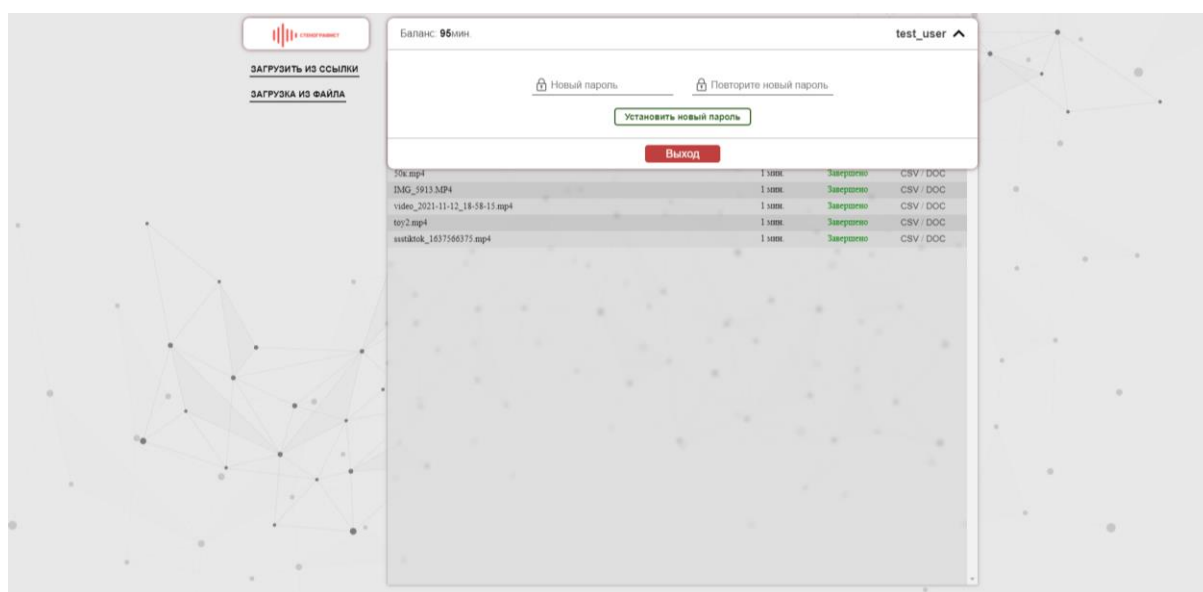 СТЕНОГРАФИСТ
ЗАГРУЗИТЬ ИЗ ССЫЛКИ
ЗАГРУЗКА ИЗ ФАЙЛА
Баланс: 95мин. test_user
Новый пароль Повторите новый пароль
Установить новый пароль
Выход
50к.mp4 1 мин. Завершено CSV / DOC
IMG_5913.MP4 1 мин. Завершено CSV / DOC
video_2021-11-12_18-58-15.mp4 1 мин. Завершено CSV / DOC
toy2.mp4 1 мин. Завершено CSV / DOC
ssstiktok_1637566375.mp4 1 мин. Завершено CSV / DOC